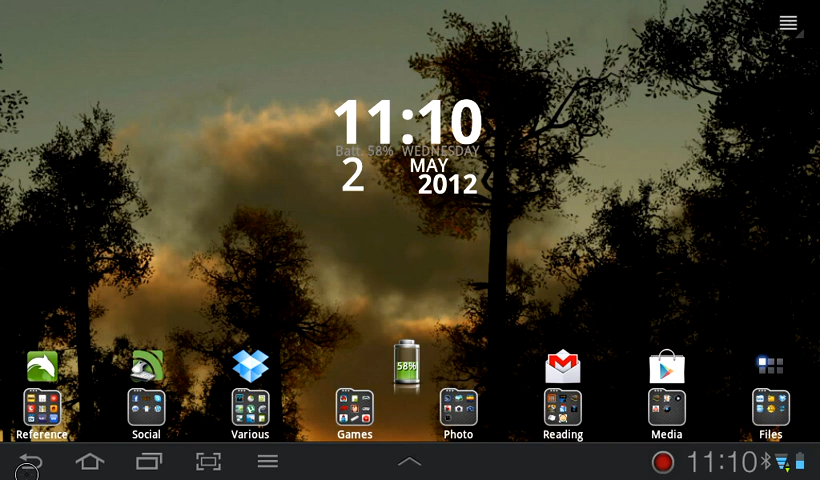 11:10
Batt. 58% WEDNESDAY
2 MAY
2012
58%
Reference Social Various Games Photo Reading Media Files
11:10